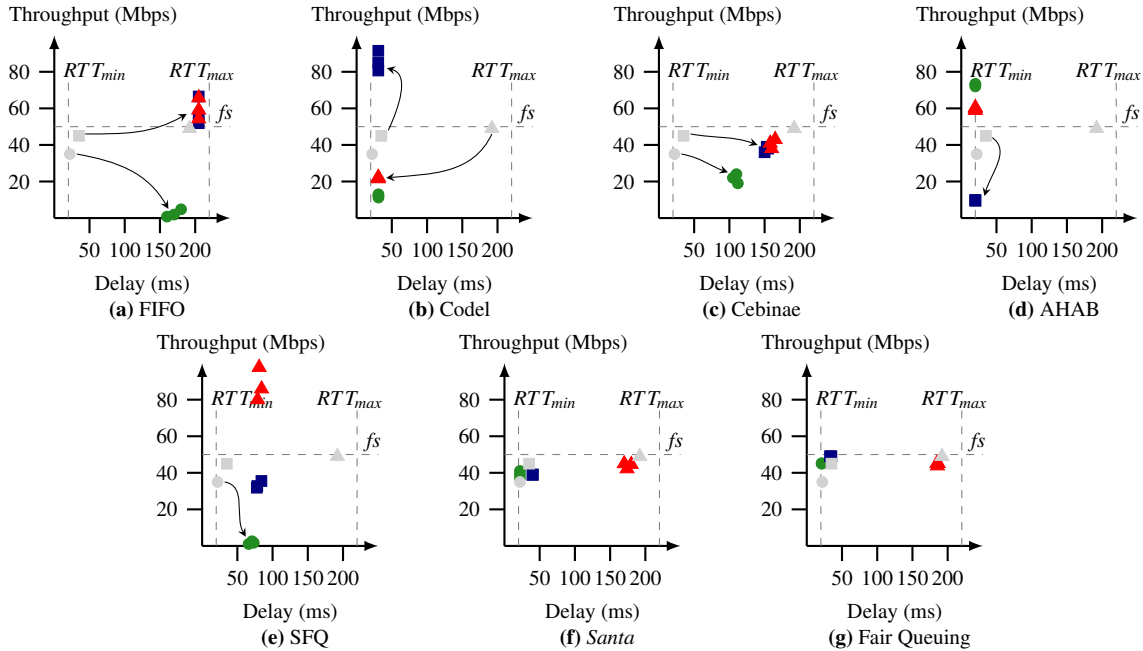 Throughput (Mbps) Throughput (Mbps) Throughput (Mbps) Throughput (Mbps)
80 RTTmin RTTmax 80 RTTmin RTTmax 80 RTTmin RTTmax 80 RTTmin RTTmax
60 fs 60 fs 60 fs 60 fs
40 40 40 40
20 20 20 20
50 100 150 200 50 100 150 200 50 100 150 200 50 100 150 200
Delay (ms) Delay (ms) Delay (ms) Delay (ms)
(a) FIFO (b) Codel (c) Cebinae (d) AHAB
Throughput (Mbps) Throughput (Mbps) Throughput (Mbps)
80 RTTmin RTTmax 80 RTTmin RTTmax 80 RTTmin RTTmax
60 fs 60 fs 60 fs
40 40 40
20 20 20
50 100 150 200 50 100 150 200 50 100 150 200
Delay (ms) Delay (ms) Delay (ms)
(e) SFQ (f) Santa (g) Fair Queuing